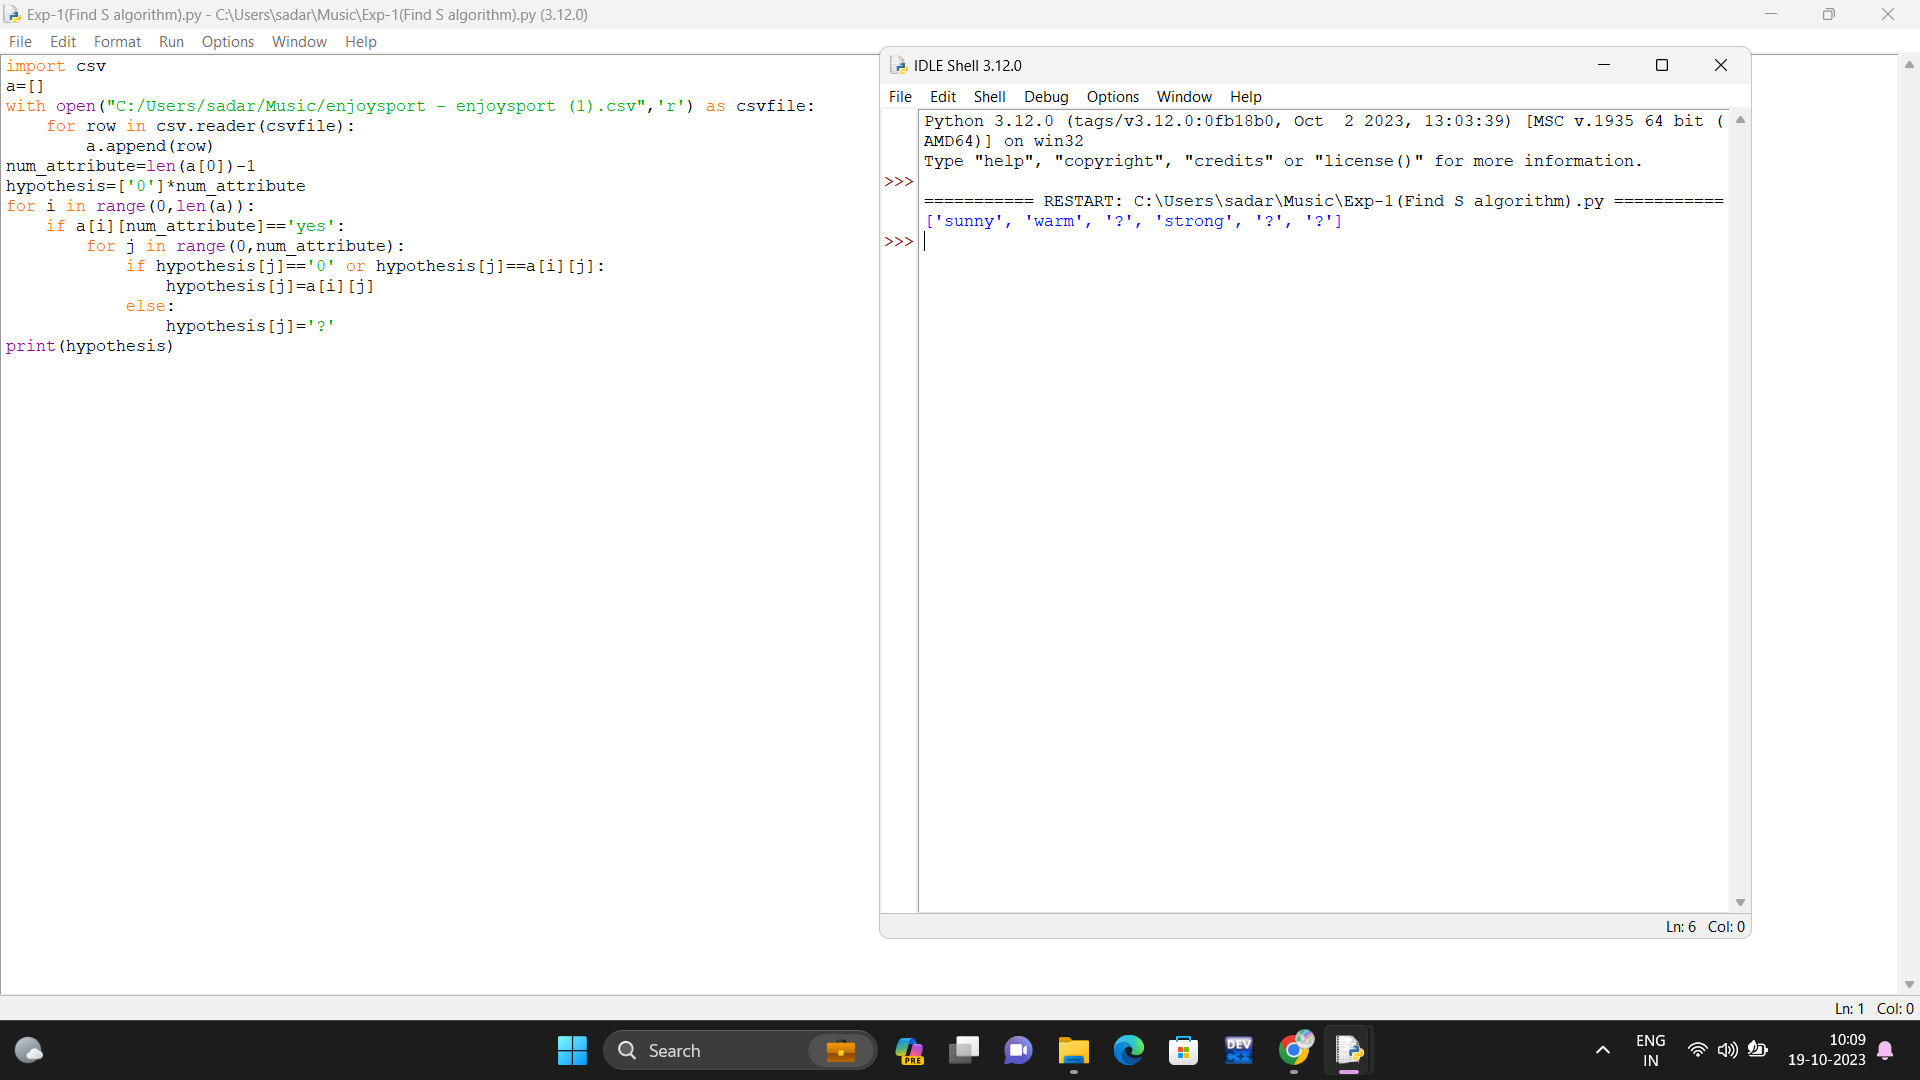 Exp-1(Find S algorithm).py - C:\Users\sadar\Music\Exp-1(Find S algorithm).py (3.12.0)
File Edit Format Run Options Window Help
import csv
a=[]
with open("C:/Users/sadar/Music/enjoysport - enjoysport (1).csv",'r') as csvfile:
    for row in csv.reader(csvfile):
        a.append(row)
num_attribute=len(a[0])-1
hypothesis=['0']*num_attribute
for i in range(0,len(a)):
    if a[i][num_attribute]=='yes':
        for j in range(0,num_attribute):
            if hypothesis[j]=='0' or hypothesis[j]==a[i][j]:
                hypothesis[j]=a[i][j]
            else:
                hypothesis[j]='?'
print(hypothesis)
IDLE Shell 3.12.0
File Edit Shell Debug Options Window Help
Python 3.12.0 (tags/v3.12.0:0fb18b0, Oct  2 2023, 13:03:39) [MSC v.1935 64 bit (
AMD64)] on win32
Type "help", "copyright", "credits" or "license()" for more information.
>>>
=========== RESTART: C:\Users\sadar\Music\Exp-1(Find S algorithm).py ===========
['sunny', 'warm', '?', 'strong', '?', '?']
>>>
Ln: 6 Col: 0
Ln: 1 Col: 0
Search
PRE
DEV
C++
ENG
IN
10:09
19-10-2023